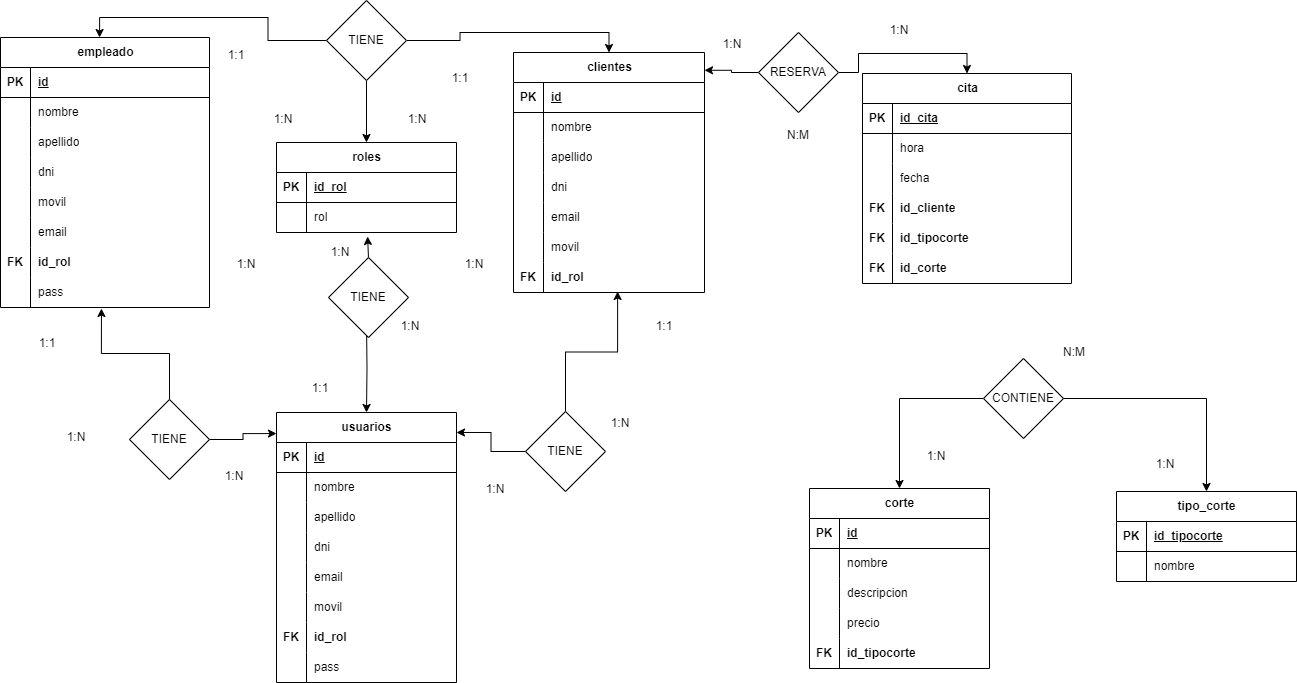 TIENE
1:1
1:1
1:N
1:N
empleado
PK id
nombre
apellido
dni
movil
email
FK id_rol
pass
roles
PK id_rol
rol
clientes
PK id
nombre
apellido
dni
email
movil
FK id_rol
1:N
RESERVA
1:N
N:M
cita
PK id_cita
hora
fecha
FK id_cliente
FK id_tipocorte
FK id_corte
1:N
1:N
1:N
TIENE
1:N
1:1
1:1
1:N
TIENE
1:N
1:1
TIENE
1:N
1:N
usuarios
PK id
nombre
apellido
dni
email
movil
FK id_rol
pass
N:M
CONTIENE
1:N
1:N
corte
PK id
nombre
descripcion
precio
FK id_tipocorte
tipo_corte
PK id_tipocorte
nombre